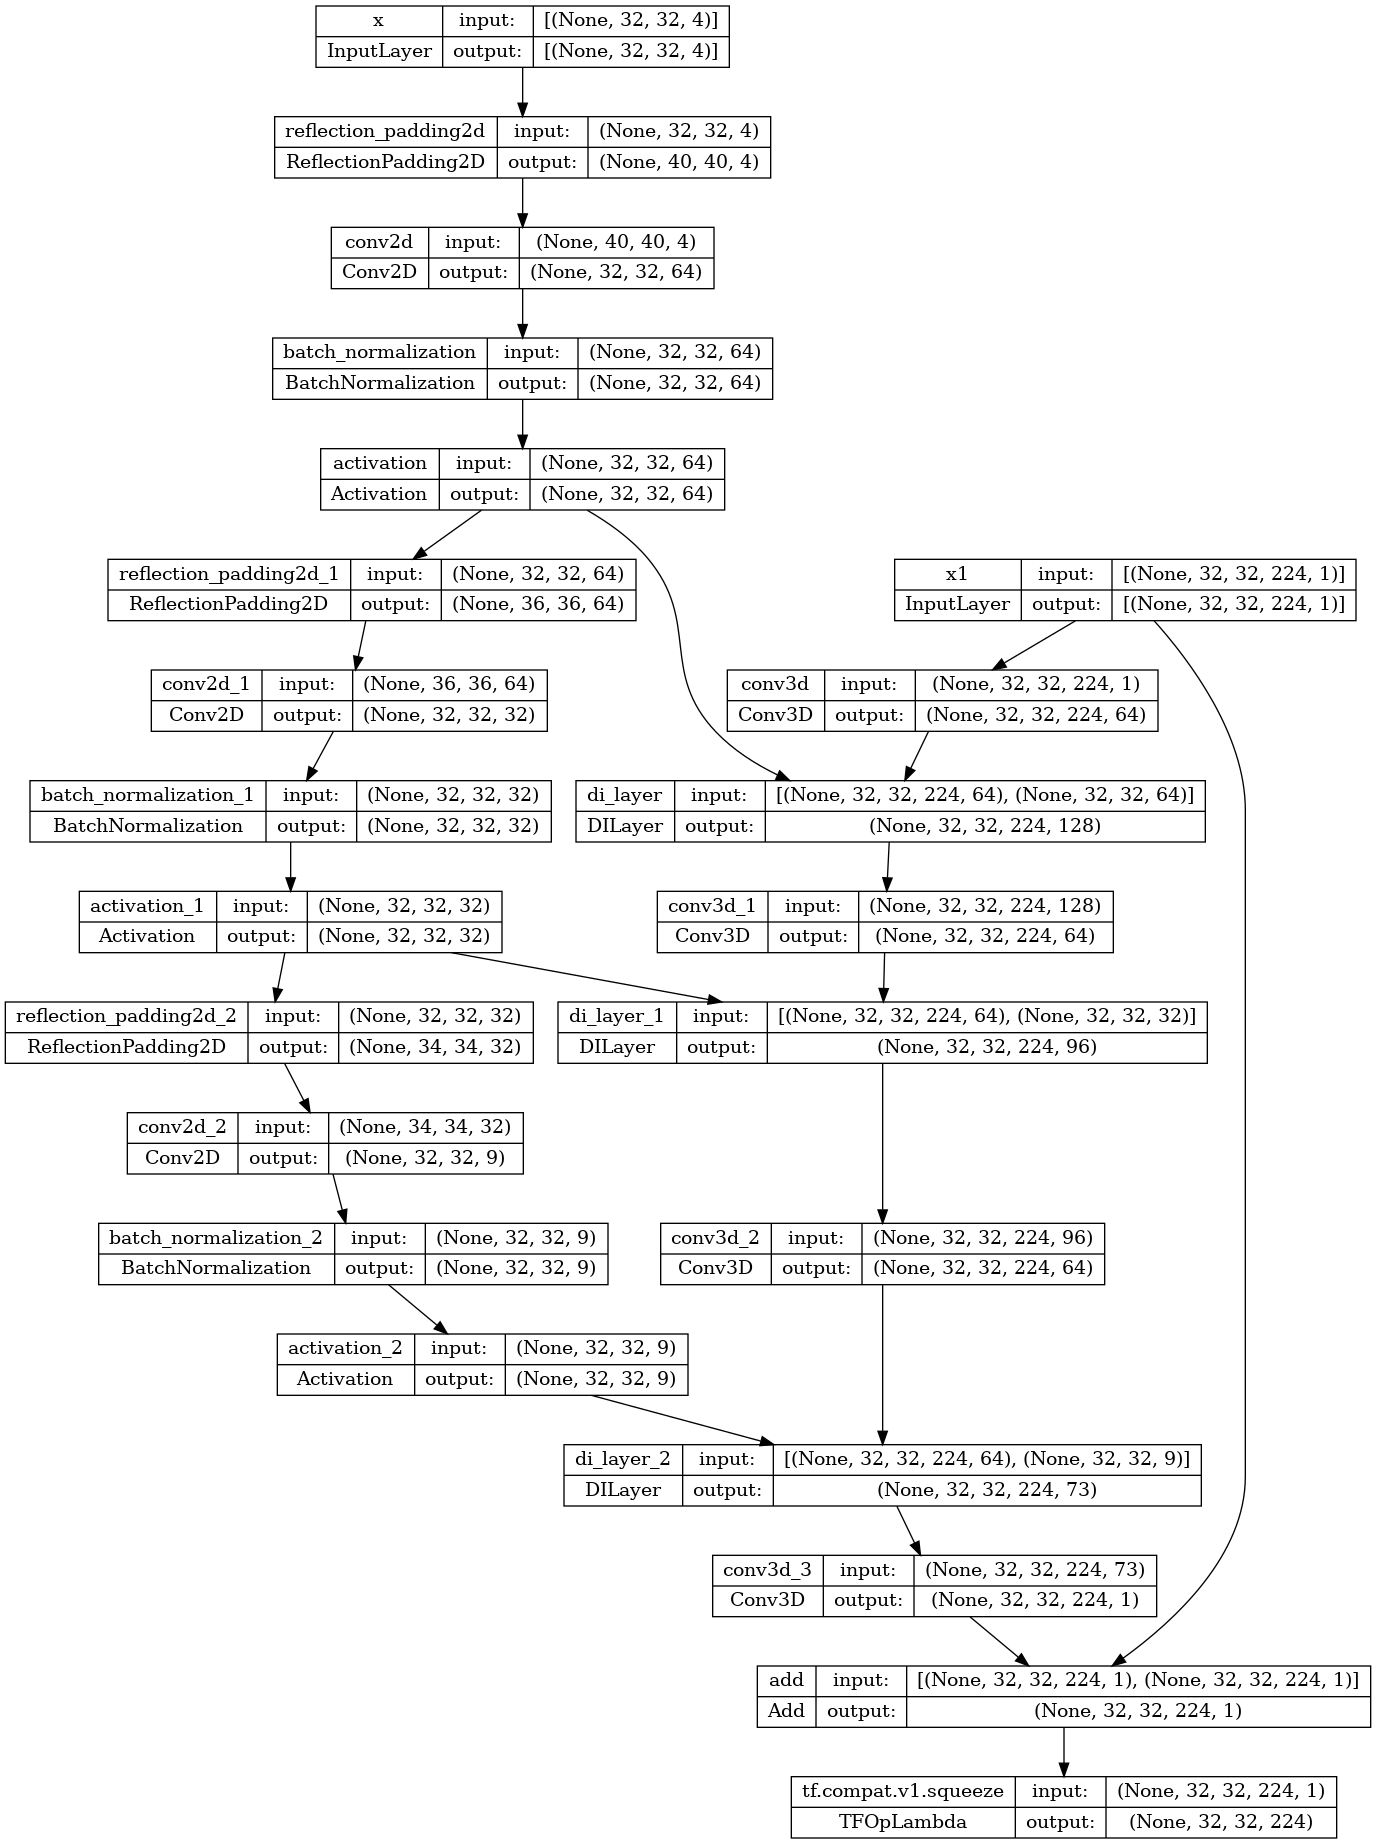 x input: [(None, 32, 32, 4)]
InputLayer output: [(None, 32, 32, 4)]
reflection_padding2d input: (None, 32, 32, 4)
ReflectionPadding2D output: (None, 40, 40, 4)
conv2d input: (None, 40, 40, 4)
Conv2D output: (None, 32, 32, 64)
batch_normalization input: (None, 32, 32, 64)
BatchNormalization output: (None, 32, 32, 64)
activation input: (None, 32, 32, 64)
Activation output: (None, 32, 32, 64)
reflection_padding2d_1 input: (None, 32, 32, 64)
ReflectionPadding2D output: (None, 36, 36, 64)
x1 input: [(None, 32, 32, 224, 1)]
InputLayer output: [(None, 32, 32, 224, 1)]
conv2d_1 input: (None, 36, 36, 64)
Conv2D output: (None, 32, 32, 32)
conv3d input: (None, 32, 32, 224, 1)
Conv3D output: (None, 32, 32, 224, 64)
batch_normalization_1 input: (None, 32, 32, 32)
BatchNormalization output: (None, 32, 32, 32)
di_layer input: [(None, 32, 32, 224, 64), (None, 32, 32, 64)]
DILayer output: (None, 32, 32, 224, 128)
activation_1 input: (None, 32, 32, 32)
Activation output: (None, 32, 32, 32)
conv3d_1 input: (None, 32, 32, 224, 128)
Conv3D output: (None, 32, 32, 224, 64)
reflection_padding2d_2 input: (None, 32, 32, 32)
ReflectionPadding2D output: (None, 34, 34, 32)
di_layer_1 input: [(None, 32, 32, 224, 64), (None, 32, 32, 32)]
DILayer output: (None, 32, 32, 224, 96)
conv2d_2 input: (None, 34, 34, 32)
Conv2D output: (None, 32, 32, 9)
batch_normalization_2 input: (None, 32, 32, 9)
BatchNormalization output: (None, 32, 32, 9)
conv3d_2 input: (None, 32, 32, 224, 96)
Conv3D output: (None, 32, 32, 224, 64)
activation_2 input: (None, 32, 32, 9)
Activation output: (None, 32, 32, 9)
di_layer_2 input: [(None, 32, 32, 224, 64), (None, 32, 32, 9)]
DILayer output: (None, 32, 32, 224, 73)
conv3d_3 input: (None, 32, 32, 224, 73)
Conv3D output: (None, 32, 32, 224, 1)
add input: [(None, 32, 32, 224, 1), (None, 32, 32, 224, 1)]
Add output: (None, 32, 32, 224, 1)
tf.compat.v1.squeeze input: (None, 32, 32, 224, 1)
TFOpLambda output: (None, 32, 32, 224)